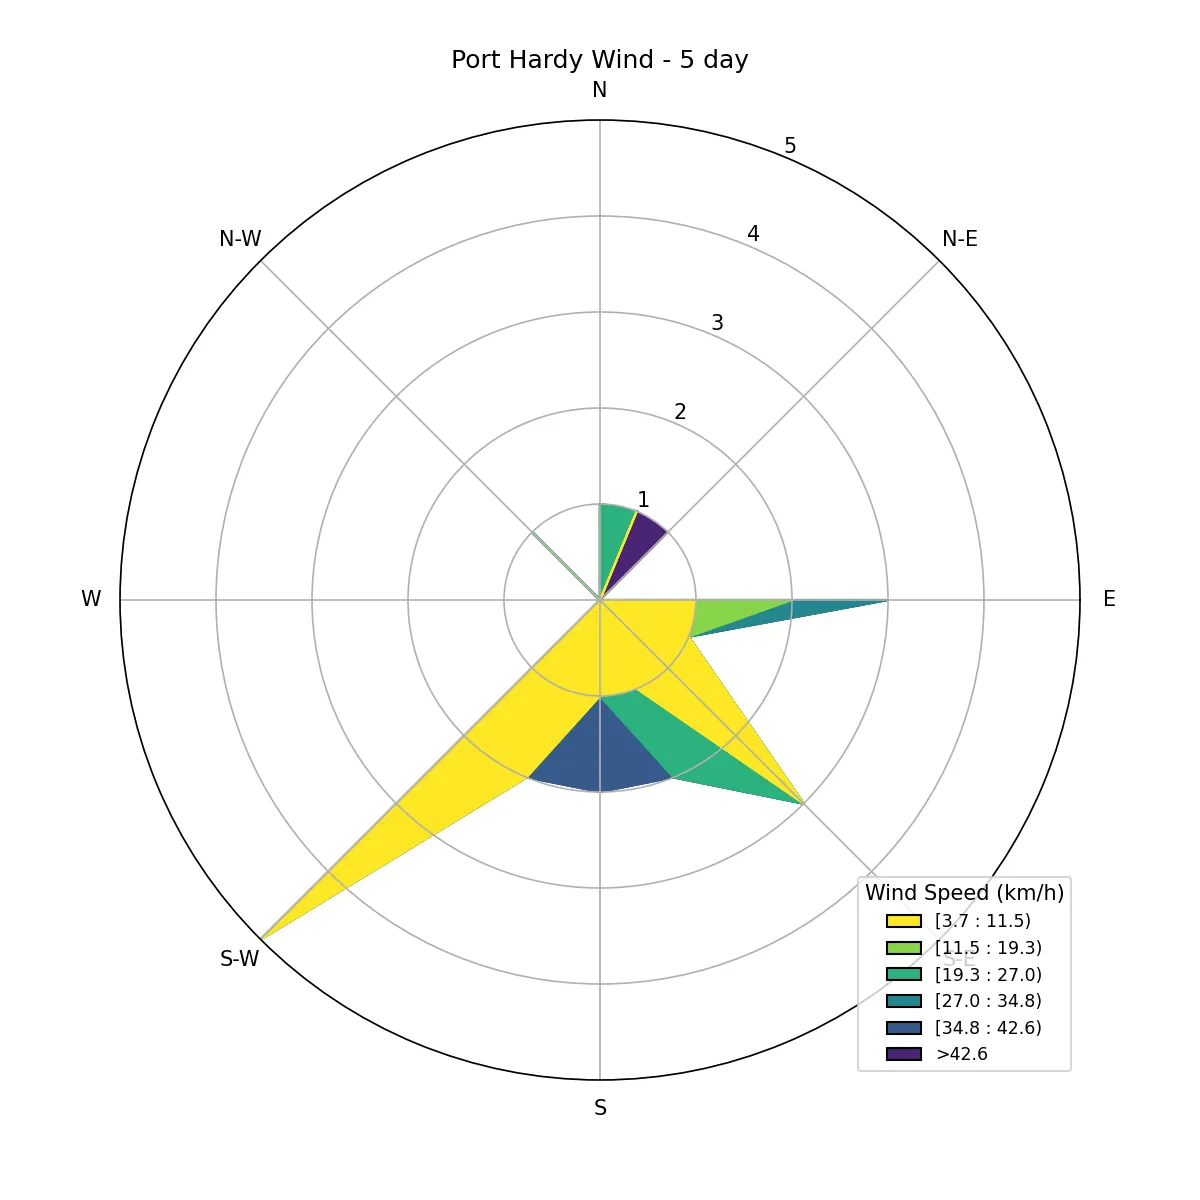 Port Hardy Wind - 5 day
N
5
N-W
N-E
4
3
2
1
W
E
Wind Speed (km/h)
[3.7 : 11.5)
[11.5 : 19.3)
S-W
S-E
[19.3 : 27.0)
[27.0 : 34.8)
[34.8 : 42.6)
>42.6
S